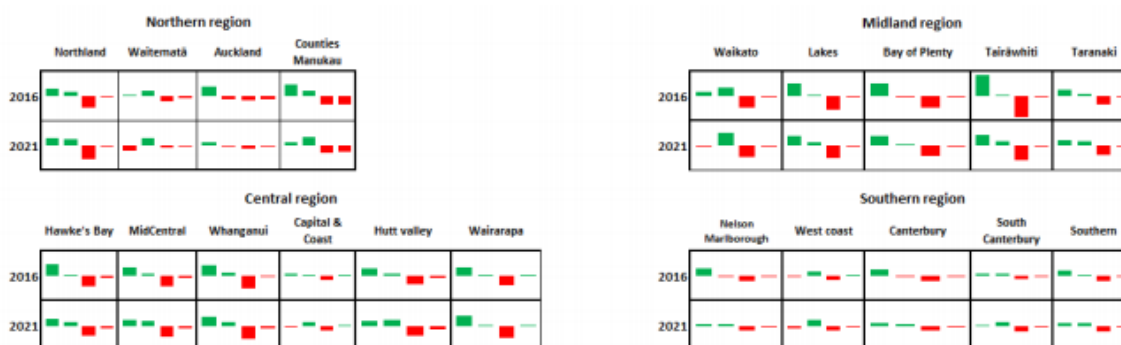 Northern region
Northland Waitematā Auckland Counties Manukau
2016
2021
Midland region
Waikato Lakes Bay of Plenty Tairāwhiti Taranaki
2016
2021
Central region
Hawke's Bay MidCentral Whanganui Capital & Coast Hutt valley Wairarapa
2016
2021
Southern region
Nelson Marlborough West coast Canterbury South Canterbury Southern
2016
2021